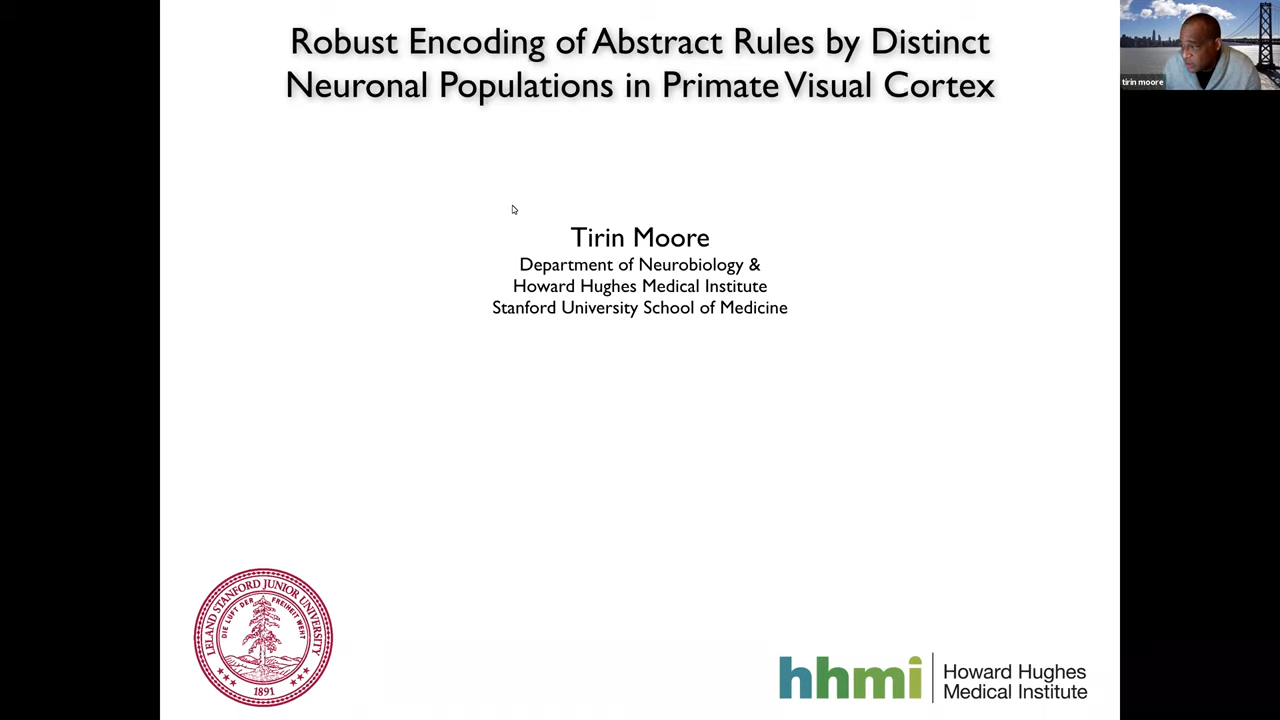 Robust Encoding of Abstract Rules by Distinct
Neuronal Populations in Primate Visual Cortex
tirin moore
Tirin Moore
Department of Neurobiology &
Howard Hughes Medical Institute
Stanford University School of Medicine
LELAND STANFORD JUNIOR UNIVERSITY
DIE LUFT DER FREIHEIT WEHT
1891
hhmi
Howard Hughes
Medical Institute